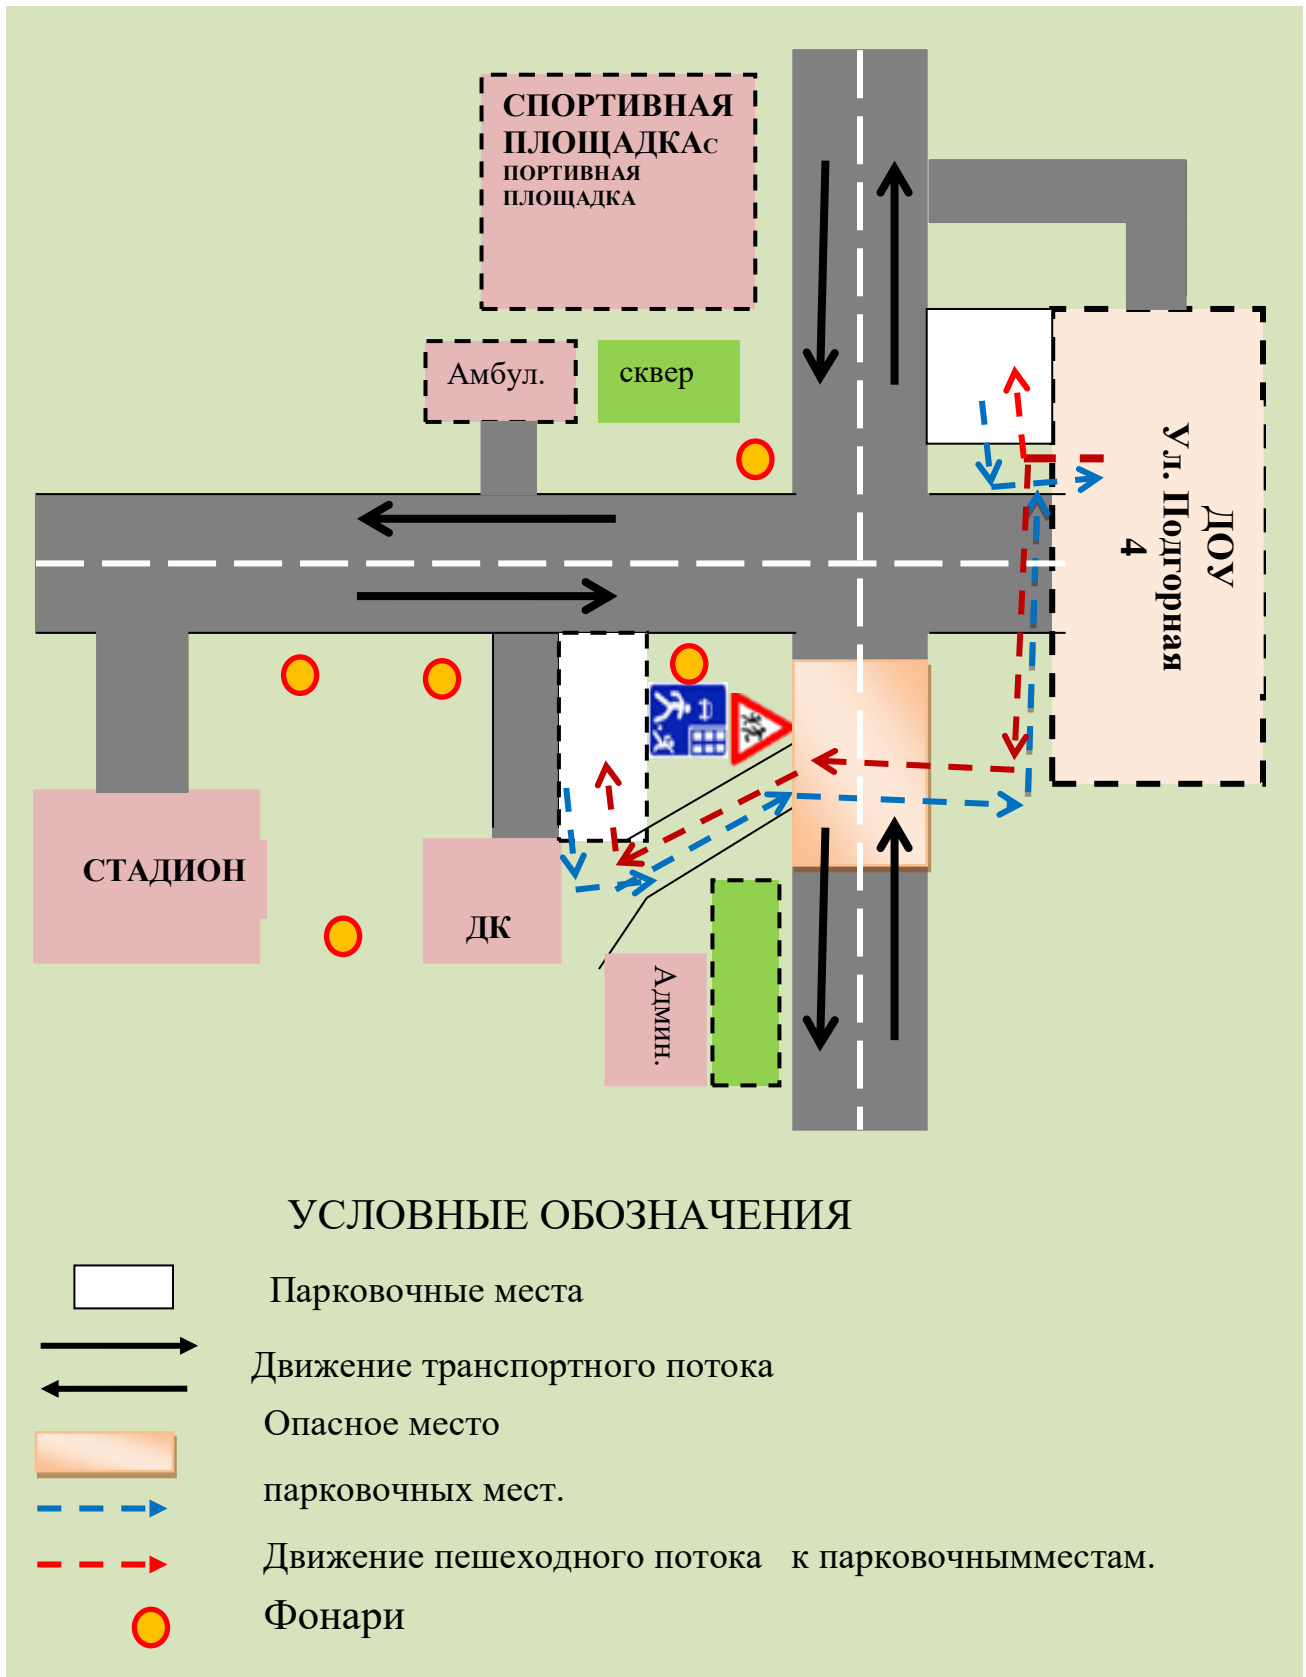 СПОРТИВНАЯ
ПЛОЩАДКАС
ПОРТИВНАЯ
ПЛОЩАДКА
Амбул.
сквер
ДОУ
Ул. Подгорная
4
СТАДИОН
ДК
Админ.
УСЛОВНЫЕ ОБОЗНАЧЕНИЯ
Парковочные места
Движение транспортного потока
Опасное место
парковочных мест.
Движение пешеходного потока к парковочнымместам.
Фонари